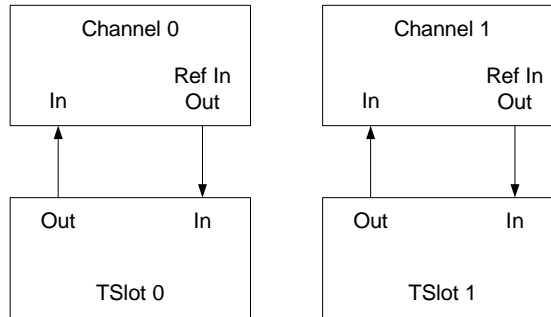 Channel 0
Ref In
In
Out
Out
In
TSlot 0
Channel 1
Ref In
In
Out
Out
In
TSlot 1